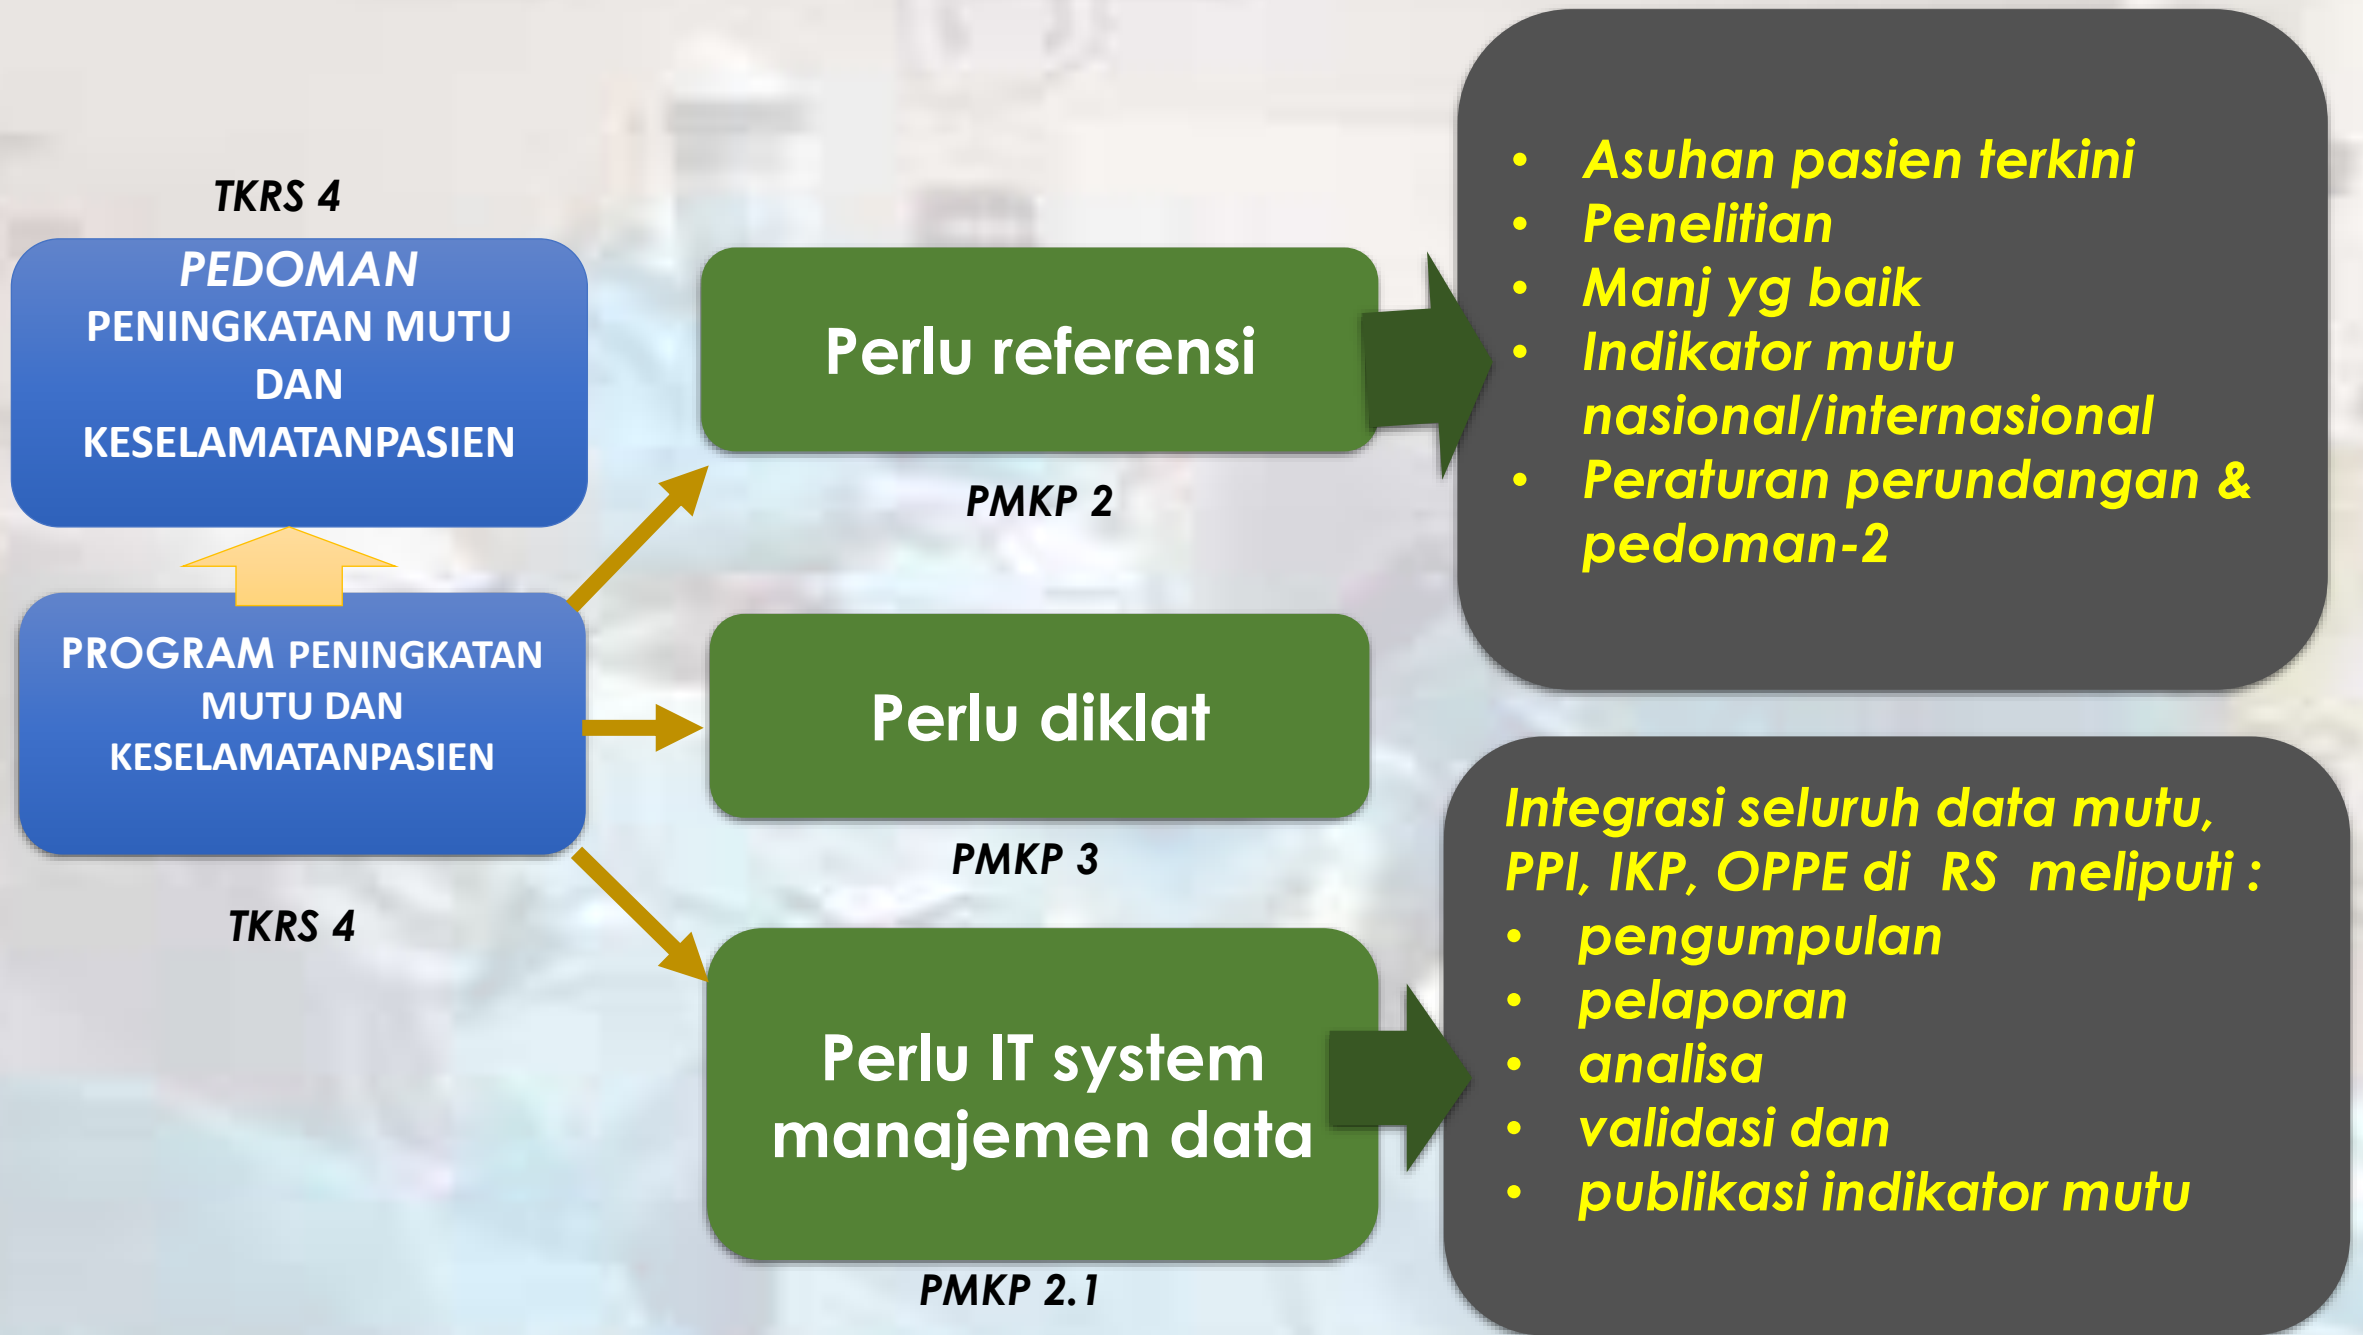 TKRS 4
PEDOMAN
PENINGKATAN MUTU
DAN
KESELAMATANPASIEN
PROGRAM PENINGKATAN
MUTU DAN
KESELAMATANPASIEN
TKRS 4
Perlu referensi
PMKP 2
Perlu diklat
PMKP 3
Perlu IT system
manajemen data
PMKP 2.1
• Asuhan pasien terkini
• Penelitian
• Manj yg baik
• Indikator mutu
nasional/internasional
• Peraturan perundangan &
pedoman-2
Integrasi seluruh data mutu,
PPI, IKP, OPPE di RS meliputi :
• pengumpulan
• pelaporan
• analisa
• validasi dan
• publikasi indikator mutu